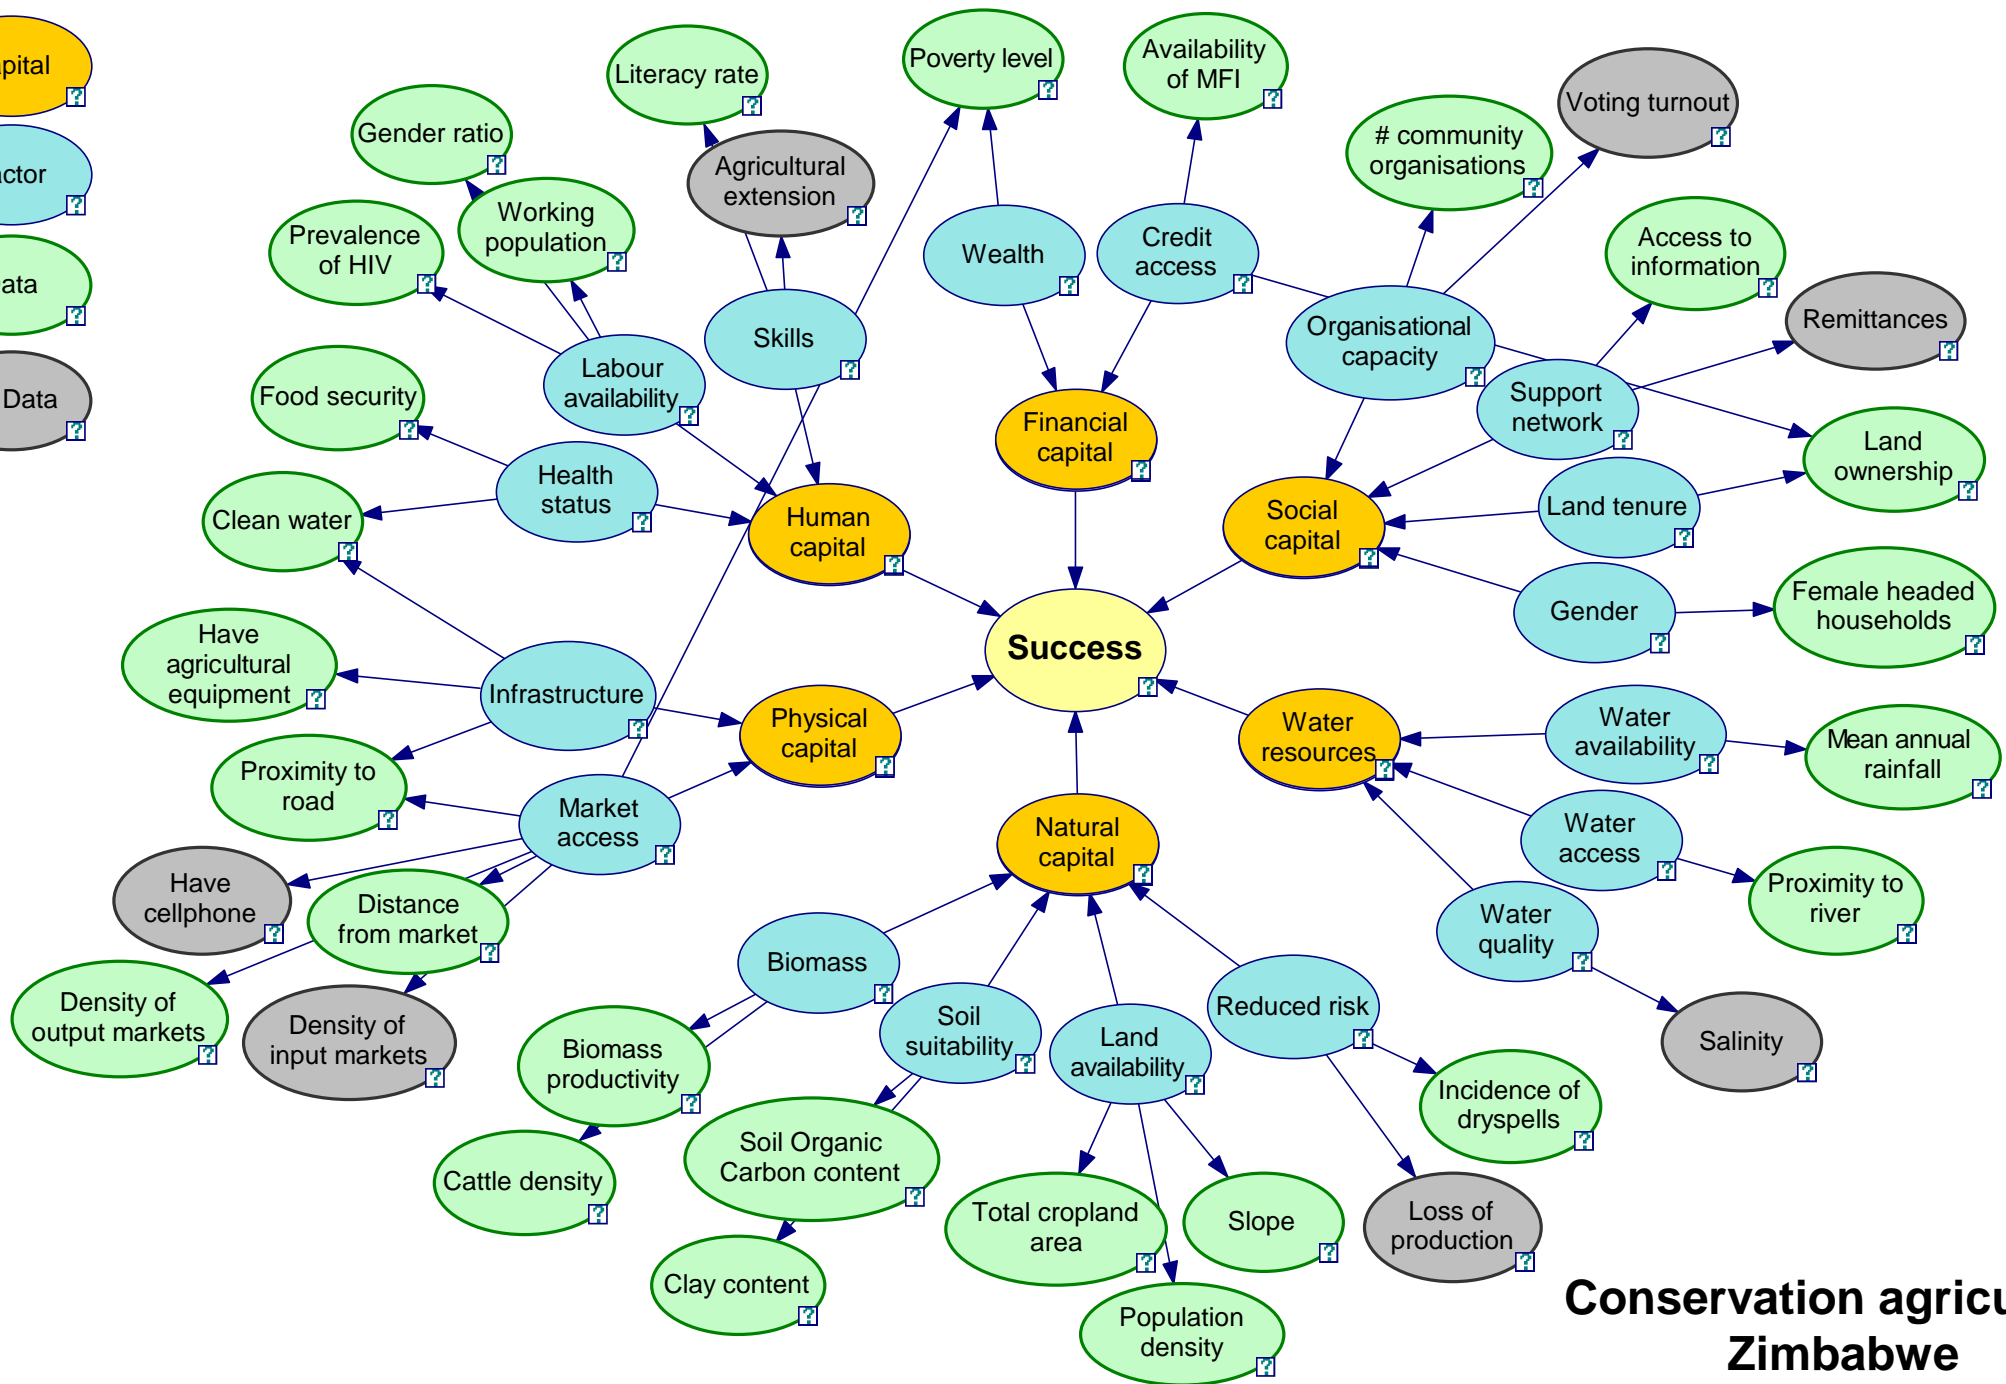 pital
actor
ata
Data
Literacy rate
Poverty level
Availability
of MFI
Voting turnout
Gender ratio
# community
organisations
Agricultural
extension
Working
population
Prevalence
of HIV
Wealth
Credit
access
Access to
information
Remittances
Skills
Organisational
capacity
Labour
availability
Food security
Support
network
Financial
capital
Land
ownership
Health
status
Clean water
Human
capital
Social
capital
Land tenure
Gender
Female headed
households
Success
Have
agricultural
equipment
Infrastructure
Physical
capital
Water
resources
Water
availability
Mean annual
rainfall
Proximity to
road
Market
access
Natural
capital
Water
access
Proximity to
river
Have
cellphone
Distance
from market
Water
quality
Biomass
Density of
output markets
Density of
input markets
Soil
suitability
Land
availability
Reduced risk
Salinity
Biomass
productivity
Incidence of
dryspells
Soil Organic
Carbon content
Cattle density
Total cropland
area
Slope
Loss of
production
Clay content
Population
density
Conservation agricu
Zimbabwe